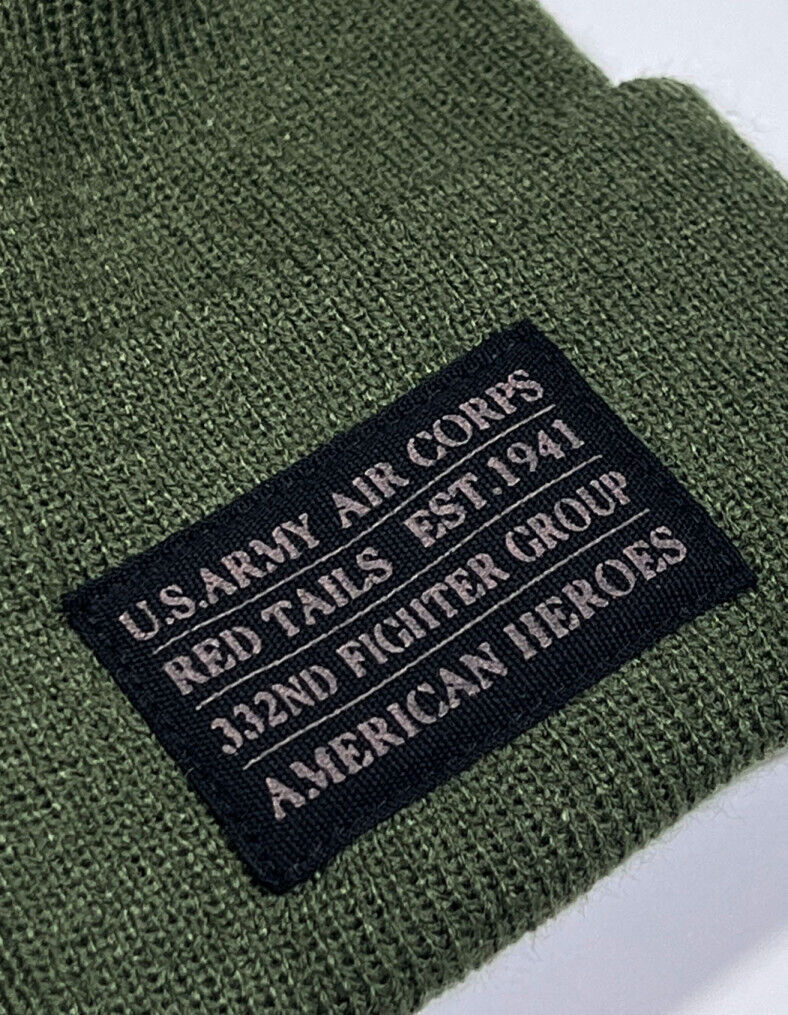 U.S.ARMY AIR CORPS
RED TAILS EST.1941
332ND FIGHTER GROUP
AMERICAN HEROES